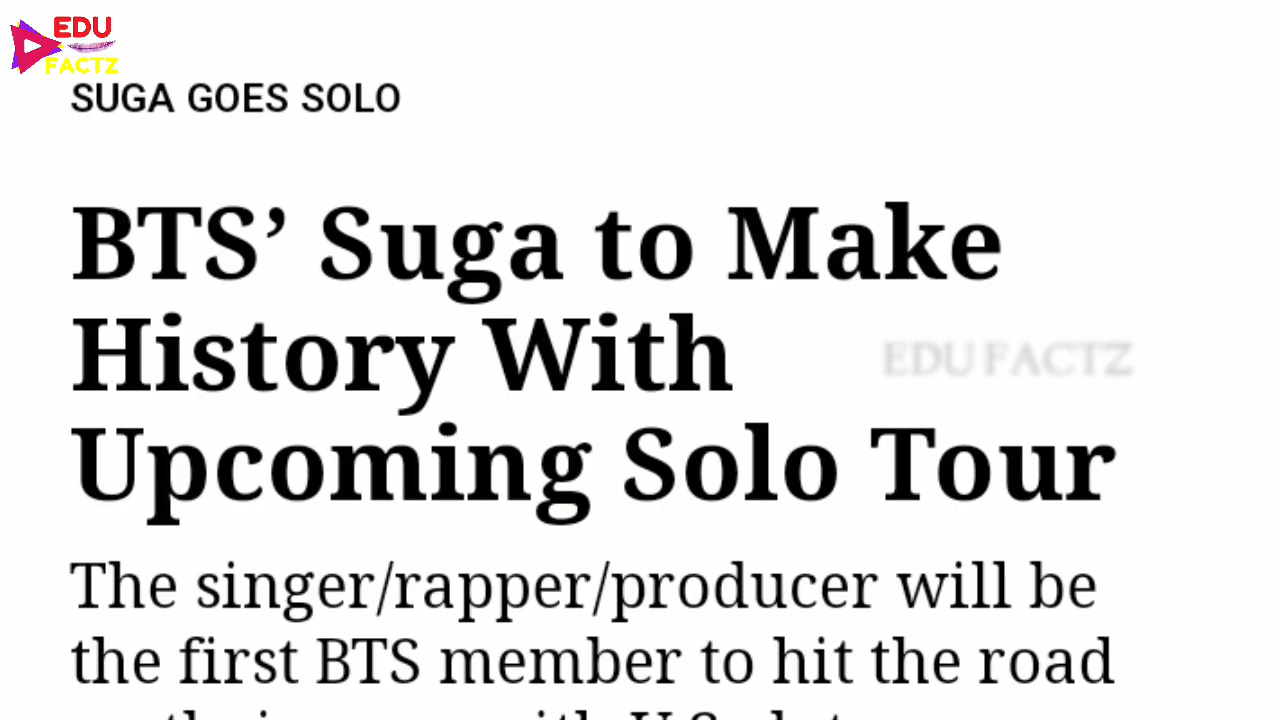 EDU
FACTZ
SUGA GOES SOLO
BTS’ Suga to Make
History With
EDU FACTZ
Upcoming Solo Tour
The singer/rapper/producer will be
the first BTS member to hit the road